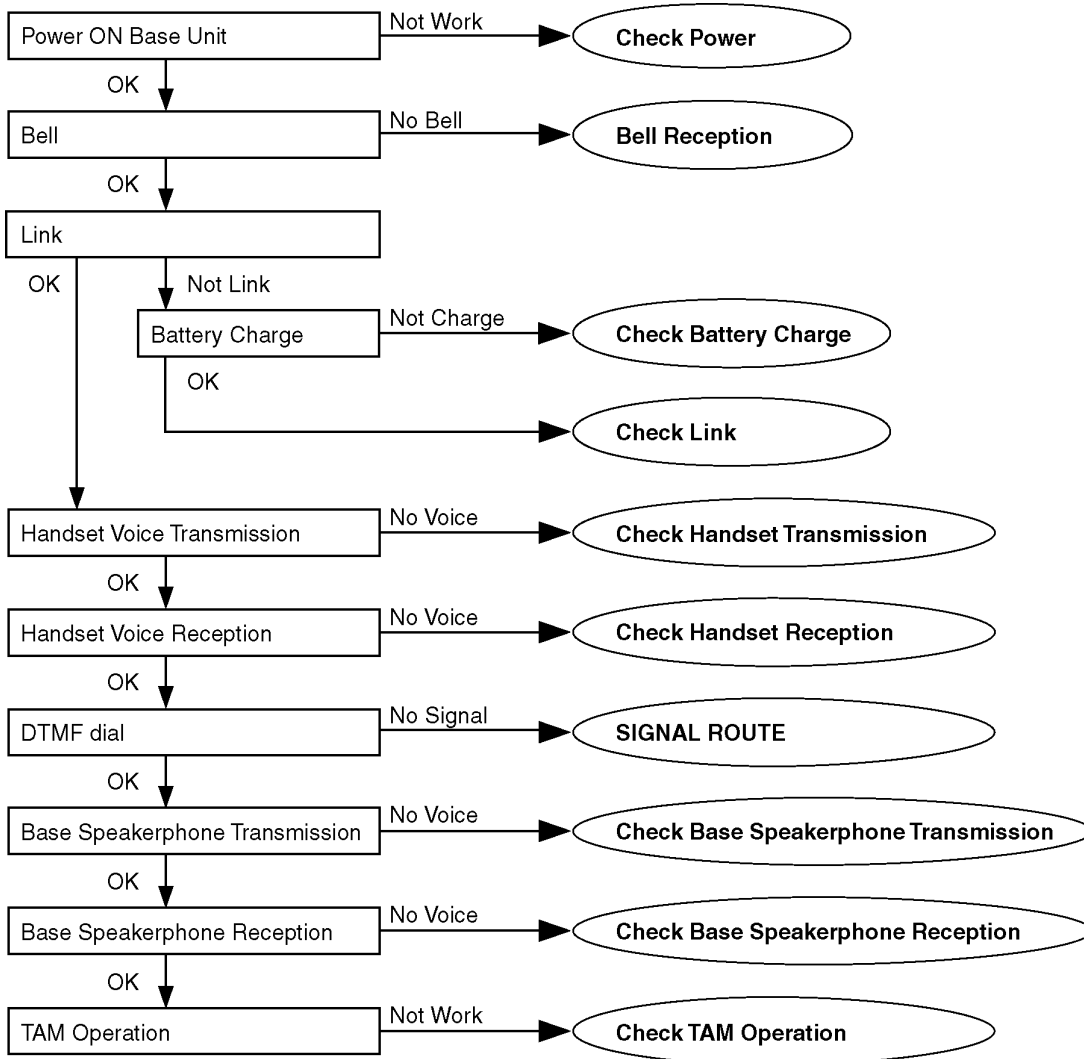 Power ON Base Unit
Not Work
Check Power
OK
Bell
No Bell
Bell Reception
OK
Link
OK
Not Link
Battery Charge
Not Charge
Check Battery Charge
OK
Check Link
Handset Voice Transmission
No Voice
Check Handset Transmission
OK
Handset Voice Reception
No Voice
Check Handset Reception
OK
DTMF dial
No Signal
SIGNAL ROUTE
OK
Base Speakerphone Transmission
No Voice
Check Base Speakerphone Transmission
OK
Base Speakerphone Reception
No Voice
Check Base Speakerphone Reception
OK
TAM Operation
Not Work
Check TAM Operation